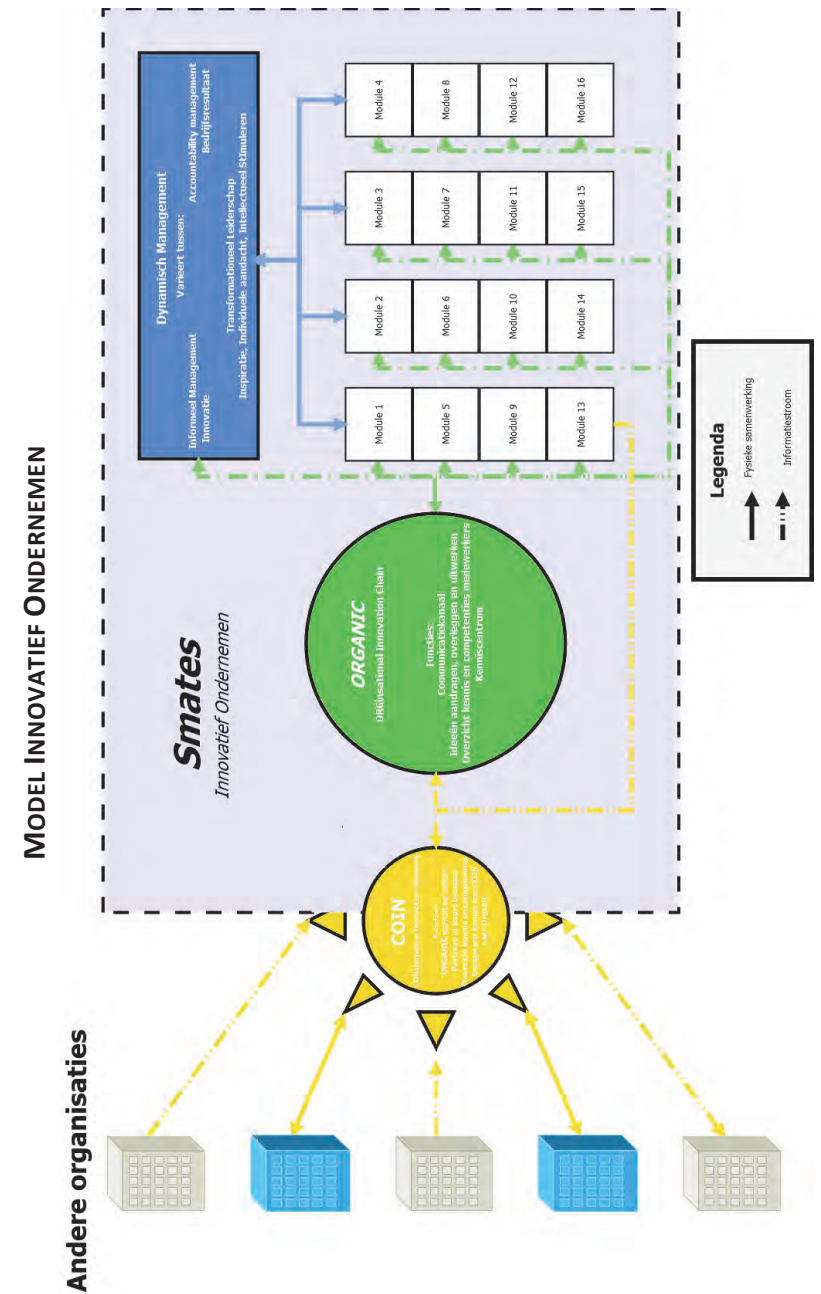 MODEL INNOVATIEF ONDERNEMEN
Andere organisaties
Smates
Innovatief Ondernemen
COIN
ORGANIC
ORGinsational Innovation Chain
Functies:
Communicatiekanaal
Ideeën aandragen, overleggen en uitwerken
Overzicht kennis en competenties medewerkers
Kenniscentrum
Dynamisch Management
Varieert tussen:
Informeel Management Accountability management
Innovatie Bedrijfsresultaat
Transformationeel Leiderschap
Inspiratie, Individuele aandacht, Intellectueel Stimuleren
Module 1
Module 2
Module 3
Module 4
Module 5
Module 6
Module 7
Module 8
Module 9
Module 10
Module 11
Module 12
Module 13
Module 14
Module 15
Module 16
Legenda
Fysieke samenwerking
Informatiestroom